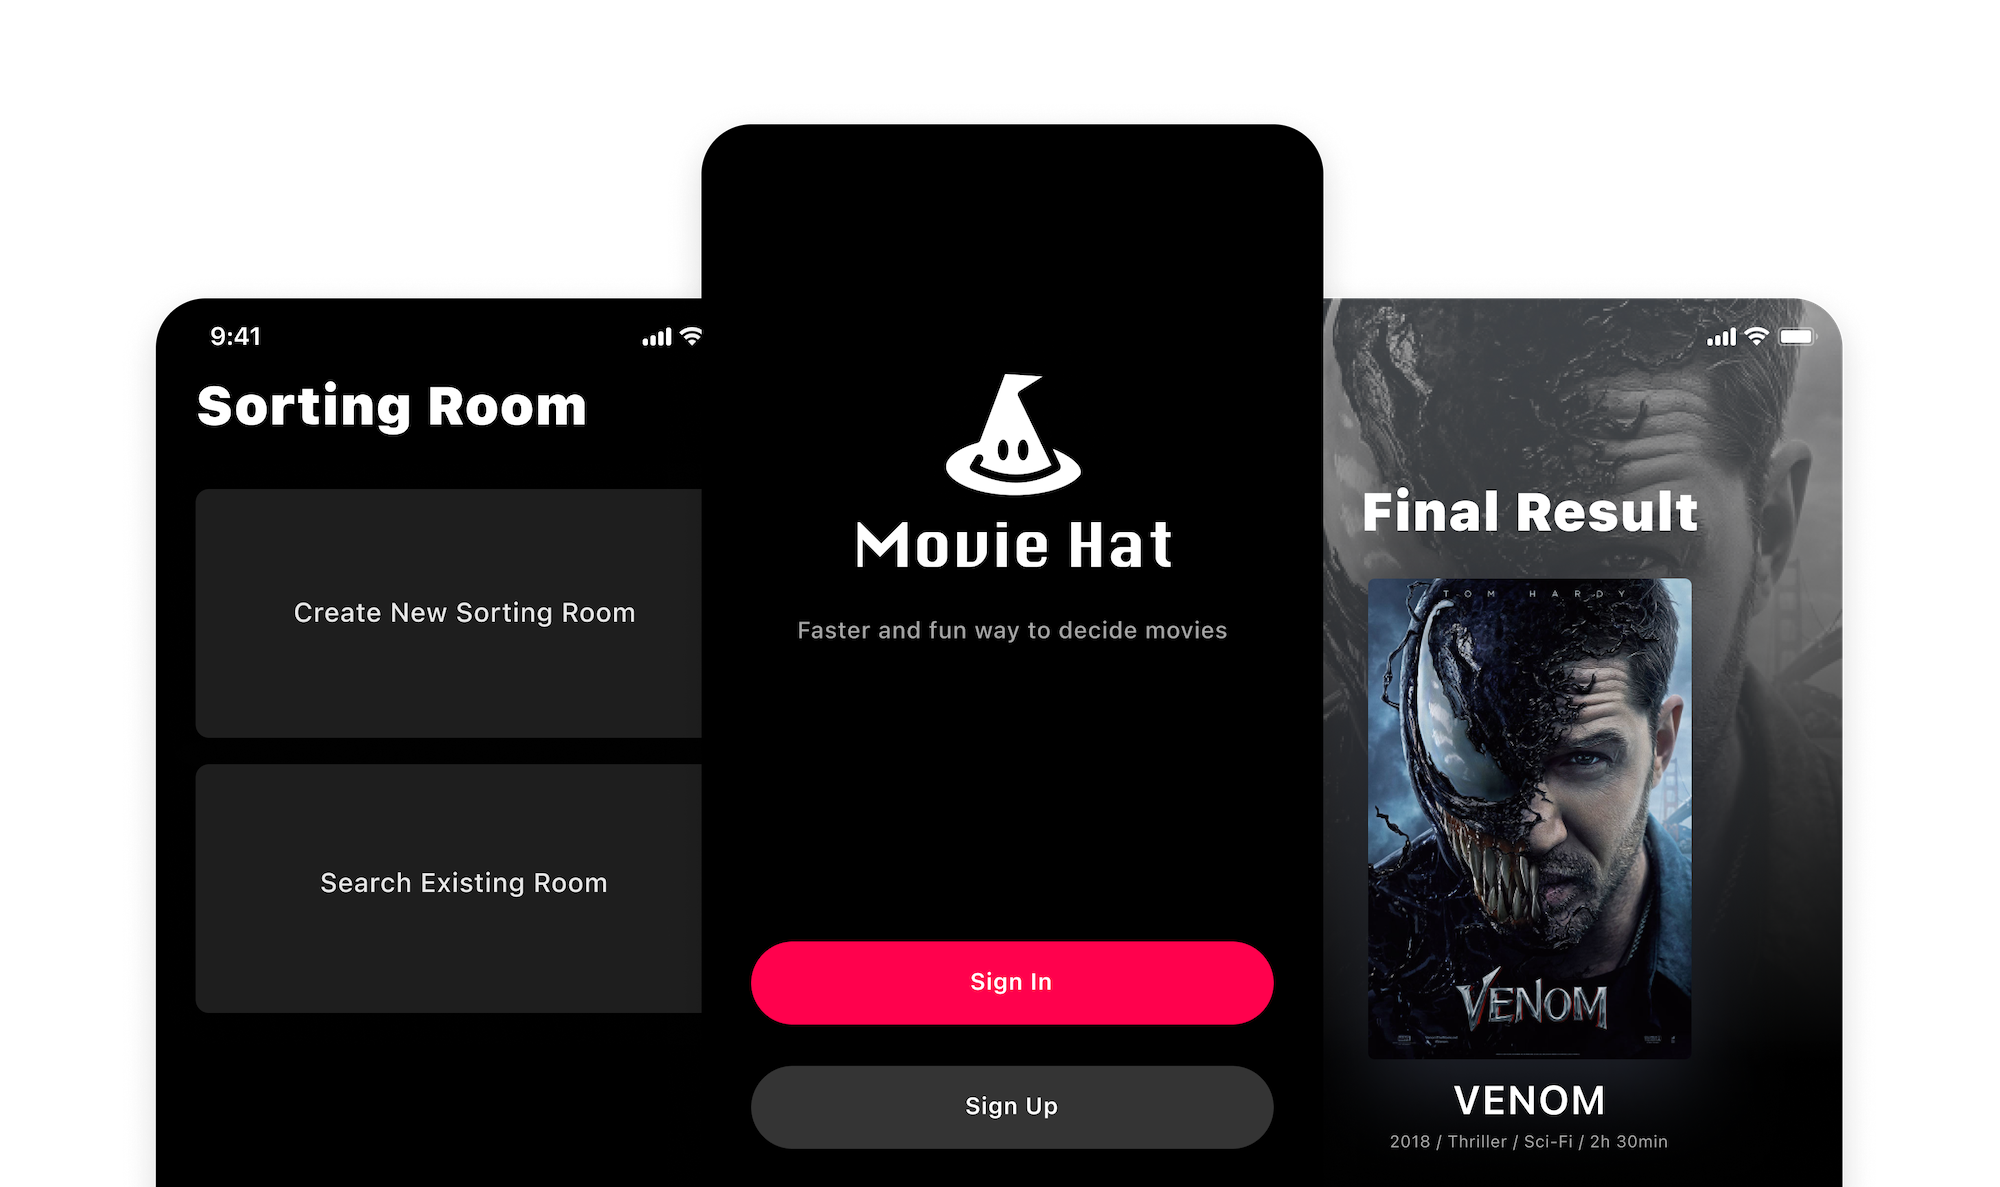 9:41
Sorting Room
Create New Sorting Room
Search Existing Room
Movie Hat
Faster and fun way to decide movies
Sign In
Sign Up
Final Result
TOM HARDY
VENOM
VENOM
2018 / Thriller / Sci-Fi / 2h 30min